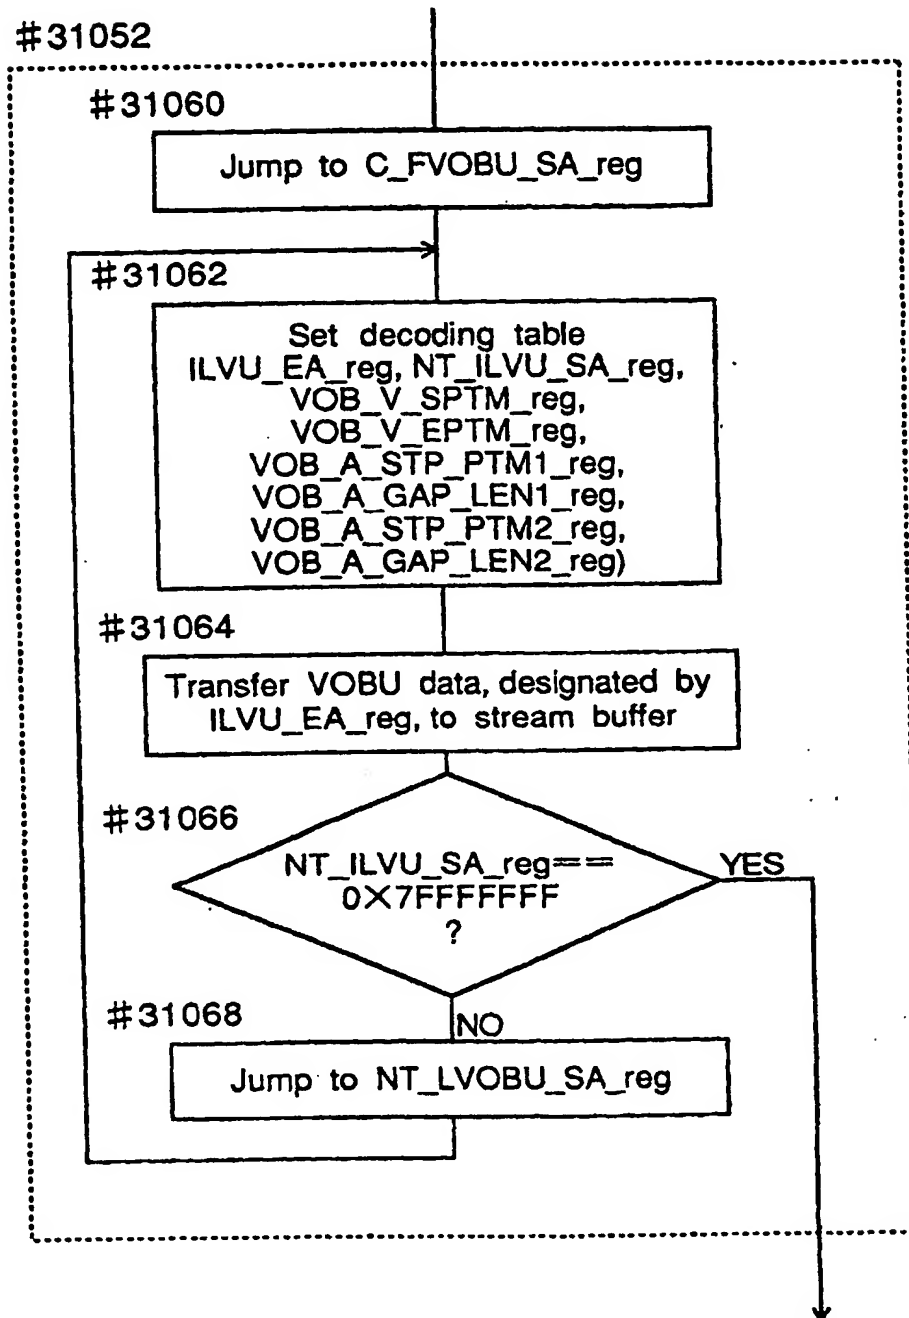 #31052
#31060
Jump to C_FVOBU_SA_reg
#31062
Set decoding table
ILVU_EA_reg, NT_ILVU_SA_reg,
VOB_V_SPTM_reg,
VOB_V_EPTM_reg,
VOB_A_STP_PTM1_reg,
VOB_A_GAP_LEN1_reg,
VOB_A_STP_PTM2_reg,
VOB_A_GAP_LEN2_reg)
#31064
Transfer VOBU data, designated by
ILVU_EA_reg, to stream buffer
#31066
NT_ILVU_SA_reg==
0X7FFFFFFF
?
YES
NO
#31068
Jump to NT_LVOBU_SA_reg